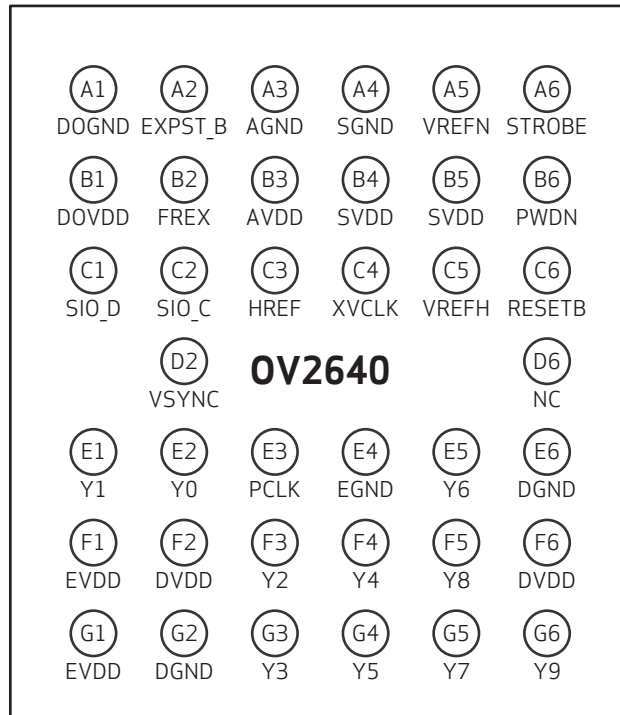 A1 A2 A3 A4 A5 A6
DOGND EXPST_B AGND SGND VREFN STROBE
B1 B2 B3 B4 B5 B6
DOVDD FREX AVDD SVDD SVDD PWDN
C1 C2 C3 C4 C5 C6
SIO_D SIO_C HREF XVCLK VREFH RESETB
D2 OV2640 D6
VSYNC NC
E1 E2 E3 E4 E5 E6
Y1 Y0 PCLK EGND Y6 DGND
F1 F2 F3 F4 F5 F6
EVDD DVDD Y2 Y4 Y8 DVDD
G1 G2 G3 G4 G5 G6
EVDD DGND Y3 Y5 Y7 Y9